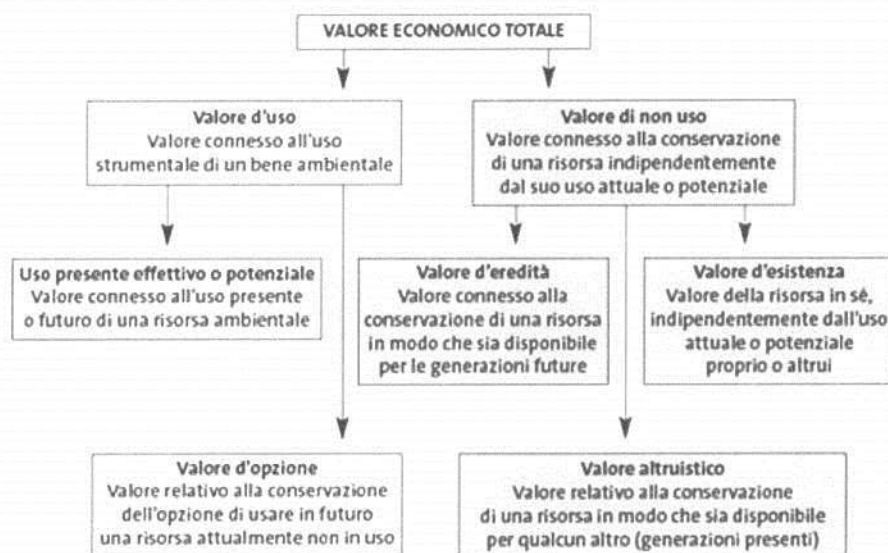 VALORE ECONOMICO TOTALE
Valore d'uso
Valore connesso all'uso
strumentale di un bene ambientale
Valore di non uso
Valore connesso alla conservazione
di una risorsa indipendentemente
dal suo uso attuale o potenziale
Uso presente effettivo o potenziale
Valore connesso all'uso presente
o futuro di una risorsa ambientale
Valore d'eredità
Valore connesso alla
conservazione di una risorsa
in modo che sia disponibile
per le generazioni future
Valore d'esistenza
Valore della risorsa in sé,
indipendentemente dall'uso
attuale o potenziale
proprio o altrui
Valore d'opzione
Valore relativo alla conservazione
dell'opzione di usare in futuro
una risorsa attualmente non in uso
Valore altruistico
Valore relativo alla conservazione
di una risorsa in modo che sia disponibile
per qualcun altro (generazioni presenti)